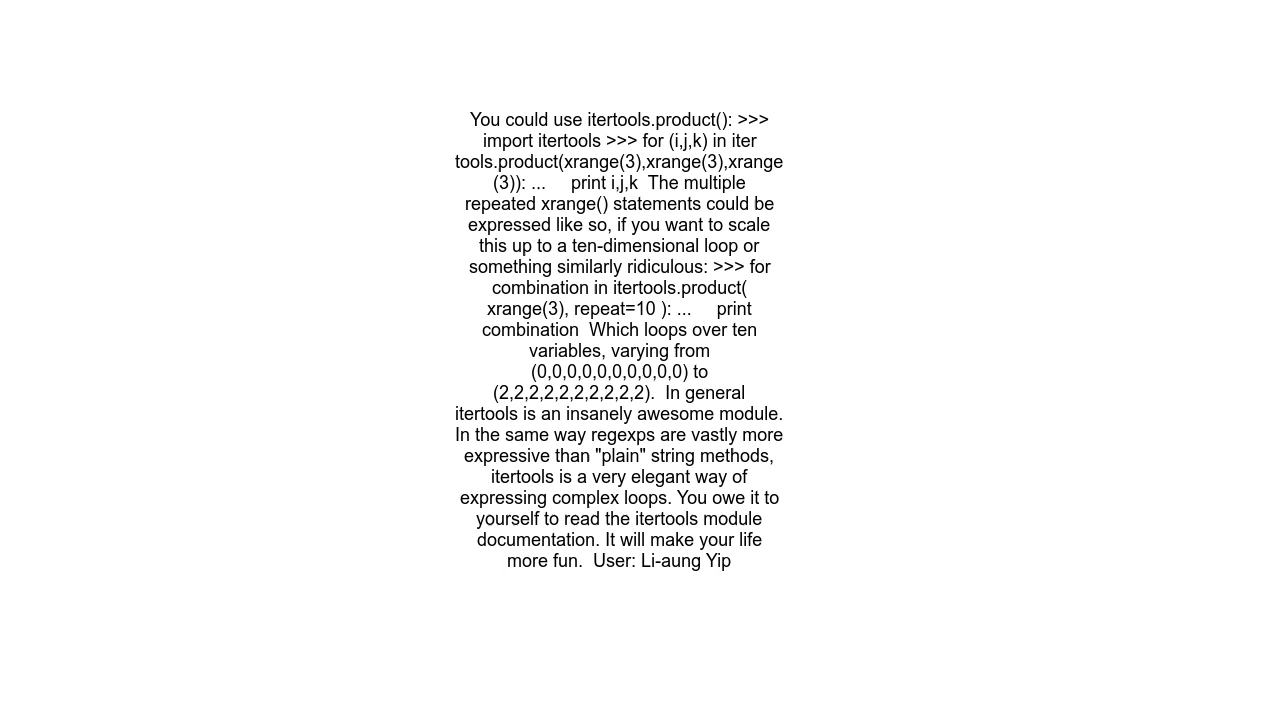 You could use itertools.product(): >>>
import itertools >>> for (i,j,k) in iter
tools.product(xrange(3),xrange(3),xrange
(3)): ...     print i,j,k  The multiple
repeated xrange() statements could be
expressed like so, if you want to scale
this up to a ten-dimensional loop or
something similarly ridiculous: >>> for
combination in itertools.product(
xrange(3), repeat=10 ): ...     print
combination  Which loops over ten
variables, varying from
(0,0,0,0,0,0,0,0,0,0) to
(2,2,2,2,2,2,2,2,2,2).  In general
itertools is an insanely awesome module.
In the same way regexps are vastly more
expressive than "plain" string methods,
itertools is a very elegant way of
expressing complex loops. You owe it to
yourself to read the itertools module
documentation. It will make your life
more fun.  User: Li-aung Yip